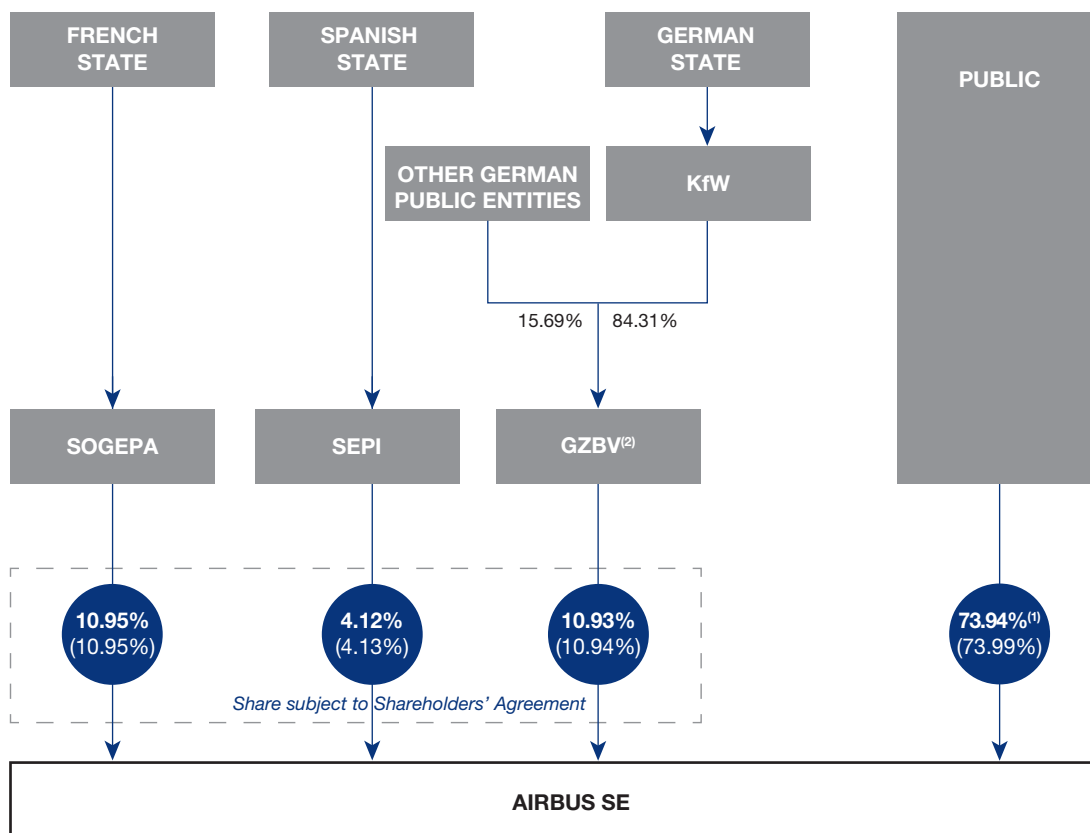 FRENCH
STATE
SPANISH
STATE
GERMAN
STATE
PUBLIC
OTHER GERMAN
PUBLIC ENTITIES
KfW
15.69%
84.31%
SOGEPA
SEPI
GZBV(2)
10.95%
(10.95%)
4.12%
(4.13%)
10.93%
(10.94%)
73.94%(1)
(73.99%)
Share subject to Shareholders’ Agreement
AIRBUS SE